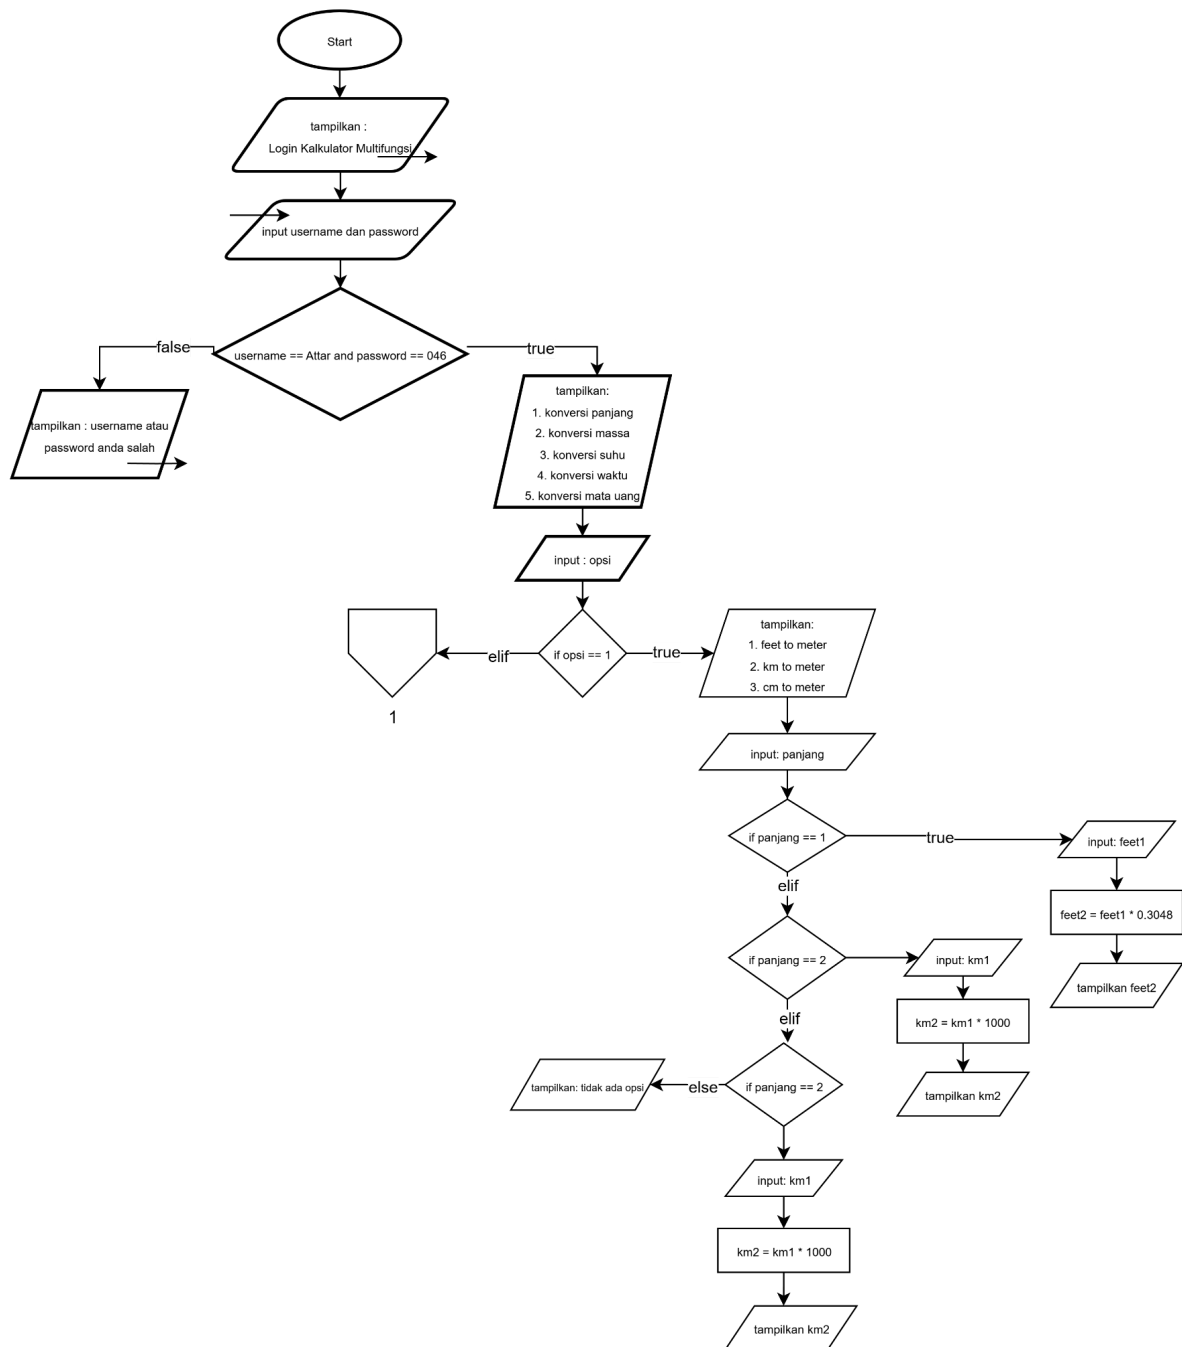 Start
tampilkan :
Login Kalkulator Multifungsi
input username dan password
username == Attar and password == 046
false
true
tampilkan : username atau
password anda salah
tampilkan:
1. konversi panjang
2. konversi massa
3. konversi suhu
4. konversi waktu
5. konversi mata uang
input : opsi
if opsi == 1
elif
true
1
tampilkan:
1. feet to meter
2. km to meter
3. cm to meter
input: panjang
if panjang == 1
true
input: feet1
feet2 = feet1 * 0.3048
tampilkan feet2
elif
if panjang == 2
input: km1
km2 = km1 * 1000
tampilkan km2
elif
if panjang == 2
else
tampilkan: tidak ada opsi
input: km1
km2 = km1 * 1000
tampilkan km2